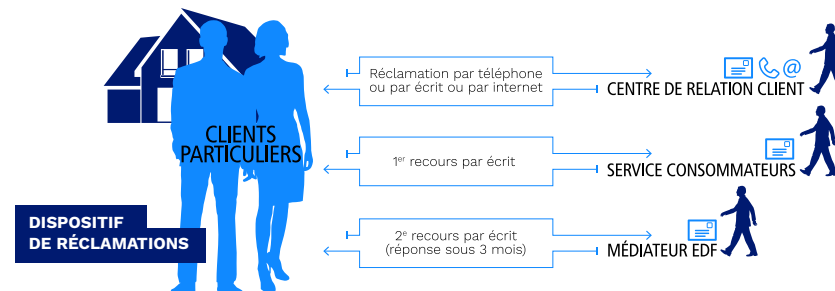 Réclamation par téléphone
ou par écrit ou par internet
@
CENTRE DE RELATION CLIENT
CLIENTS
PARTICULIERS
1er recours par écrit
SERVICE CONSOMMATEURS
DISPOSITIF
DE RÉCLAMATIONS
2e recours par écrit
(réponse sous 3 mois)
MÉDIATEUR EDF